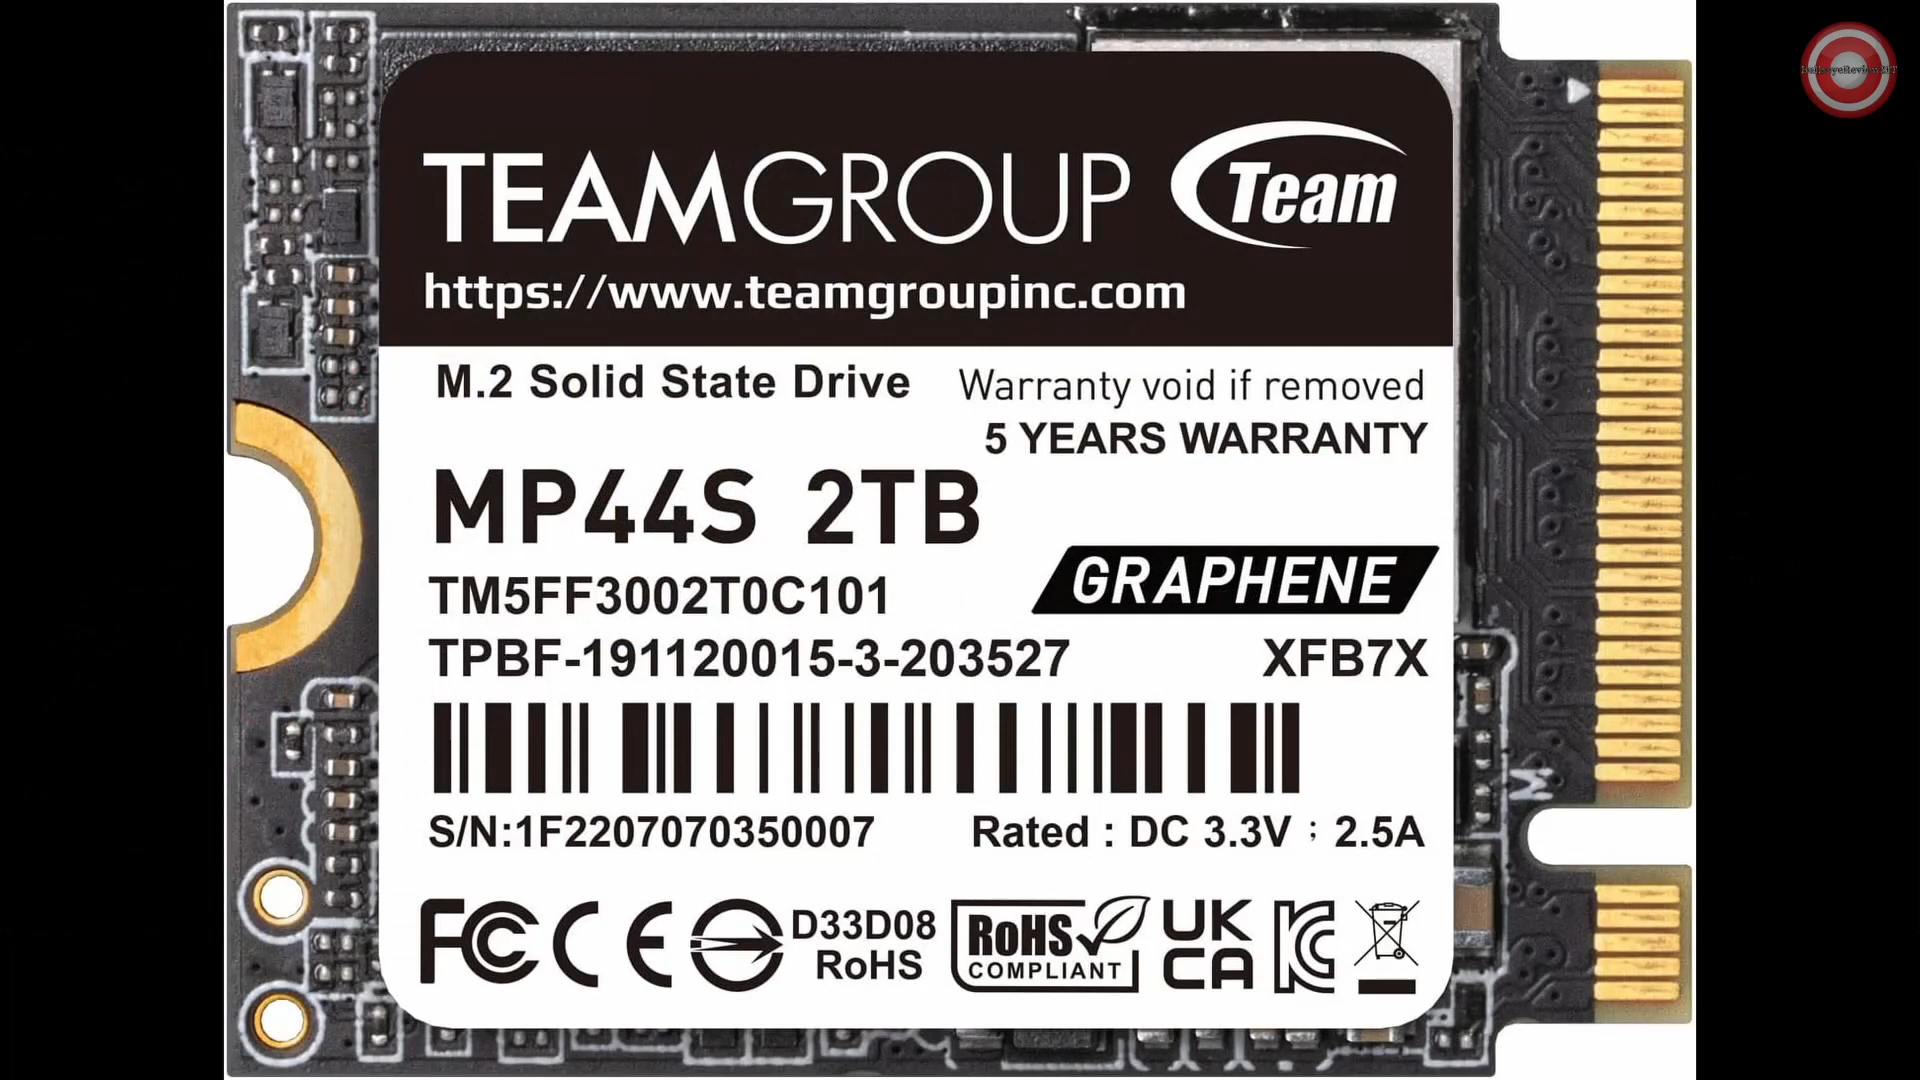 TEAMGROUP Team
https://www.teamgroupinc.com
M.2 Solid State Drive Warranty void if removed
5 YEARS WARRANTY
MP44S 2TB
GRAPHENE
TM5FF3002T0C101
TPBF-191120015-3-203527 XFB7X
S/N:1F2207070350007 Rated : DC 3.3V ; 2.5A
FC CE D33D08 RoHS COMPLIANT UK
RoHS CA